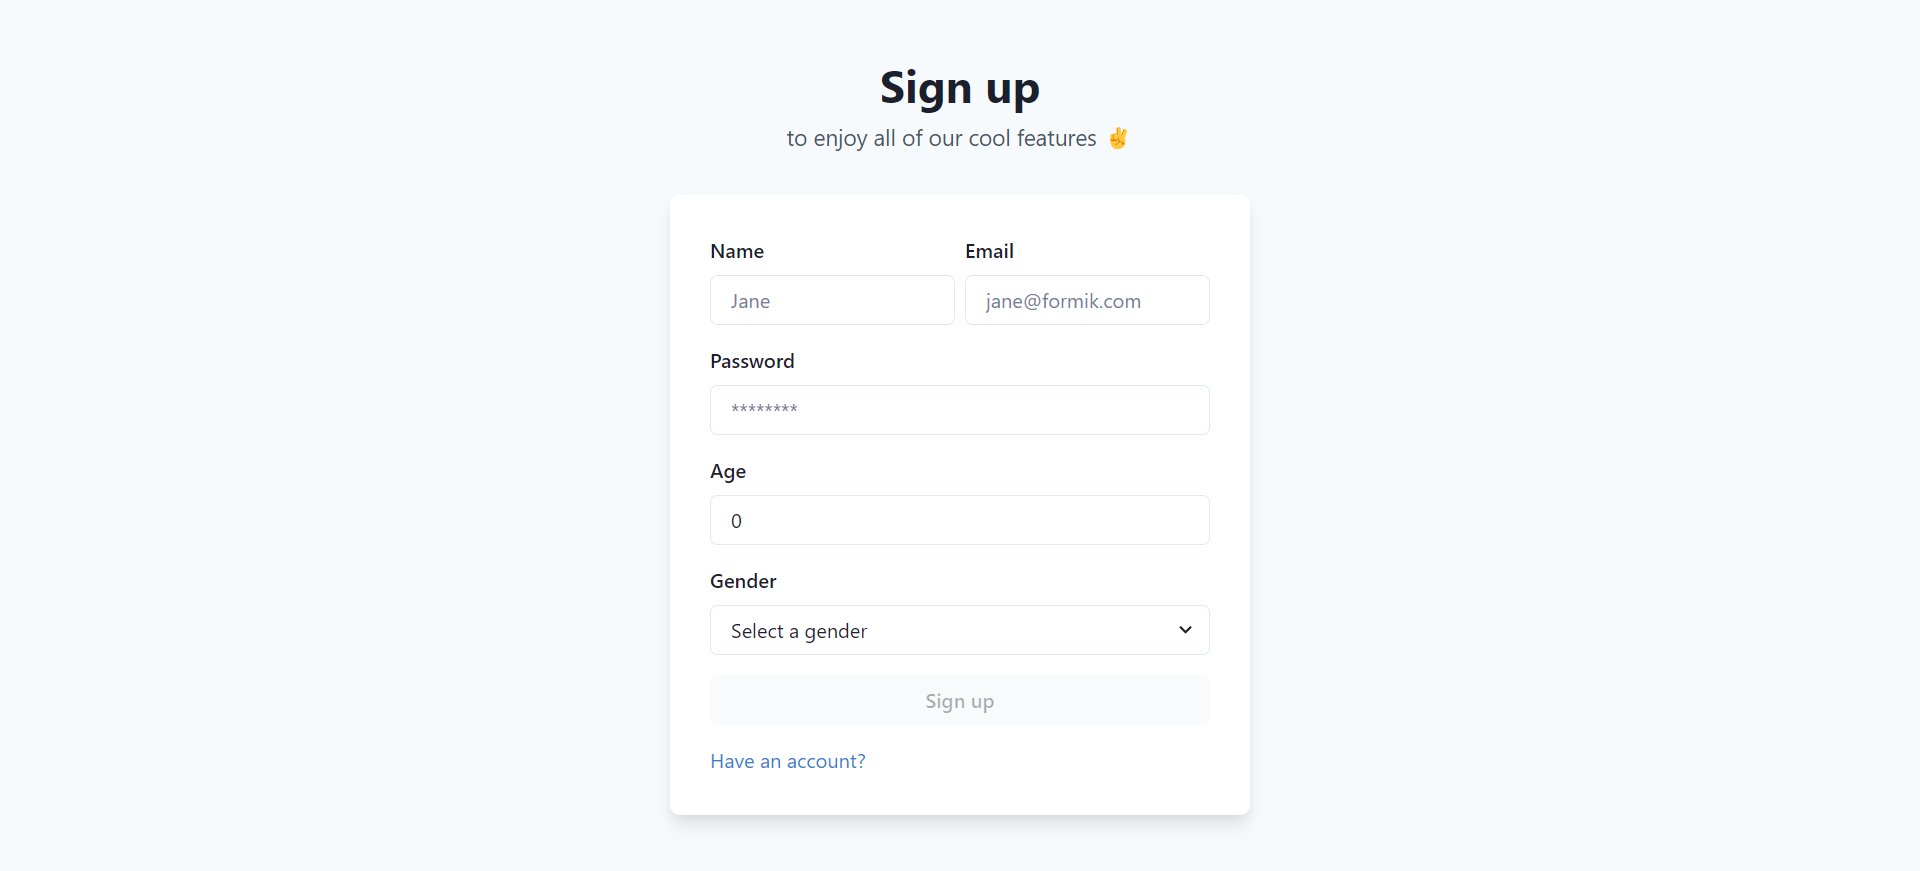 Sign up
to enjoy all of our cool features ✌️
Name Email
Jane jane@formik.com
Password
********
Age
0
Gender
Select a gender
Sign up
Have an account?